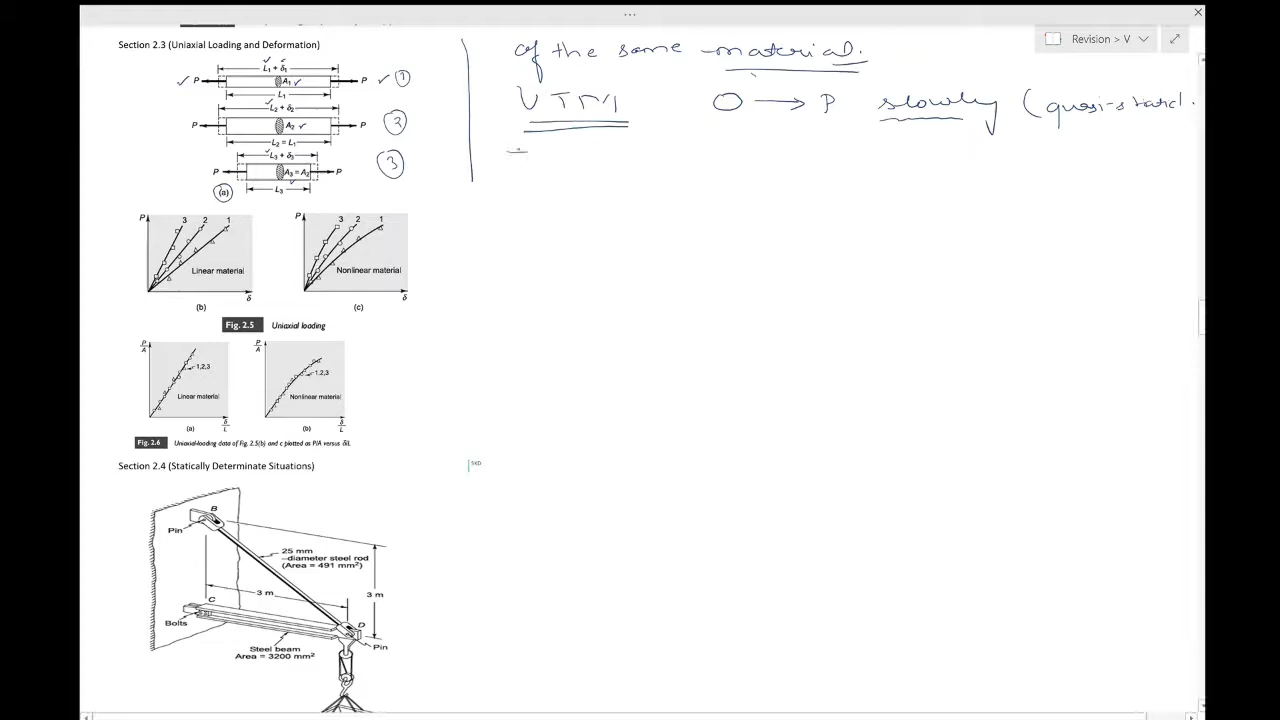 Revision > V
Section 2.3 (Uniaxial Loading and Deformation)
L₁ + δ₁
P A₁ P 1
L₁
L₂ + δ₂
P A₂ P 2
L₂ = L₁
L₃ + δ₃
P A₃ = A₂ P 3
(a) L₃
of the same material.
UTM O → P slowly (quasi-static.
P 3 2 1
Linear material
δ
(b)
P 3 2 1
Nonlinear material
δ
(c)
Fig. 2.5 Uniaxial loading
P/A
1,2,3
Linear material
(a) δ/L
P/A
1,2,3
Nonlinear material
(b) δ/L
Fig. 2.6 Uniaxial-loading data of Fig. 2.5(b) and c plotted as P/A versus δ/L
Section 2.4 (Statically Determinate Situations)
SKD
B
Pin
25 mm
diameter steel rod
(Area = 491 mm²)
3 m
3 m
C
Bolts
D
Pin
Steel beam
Area = 3200 mm²